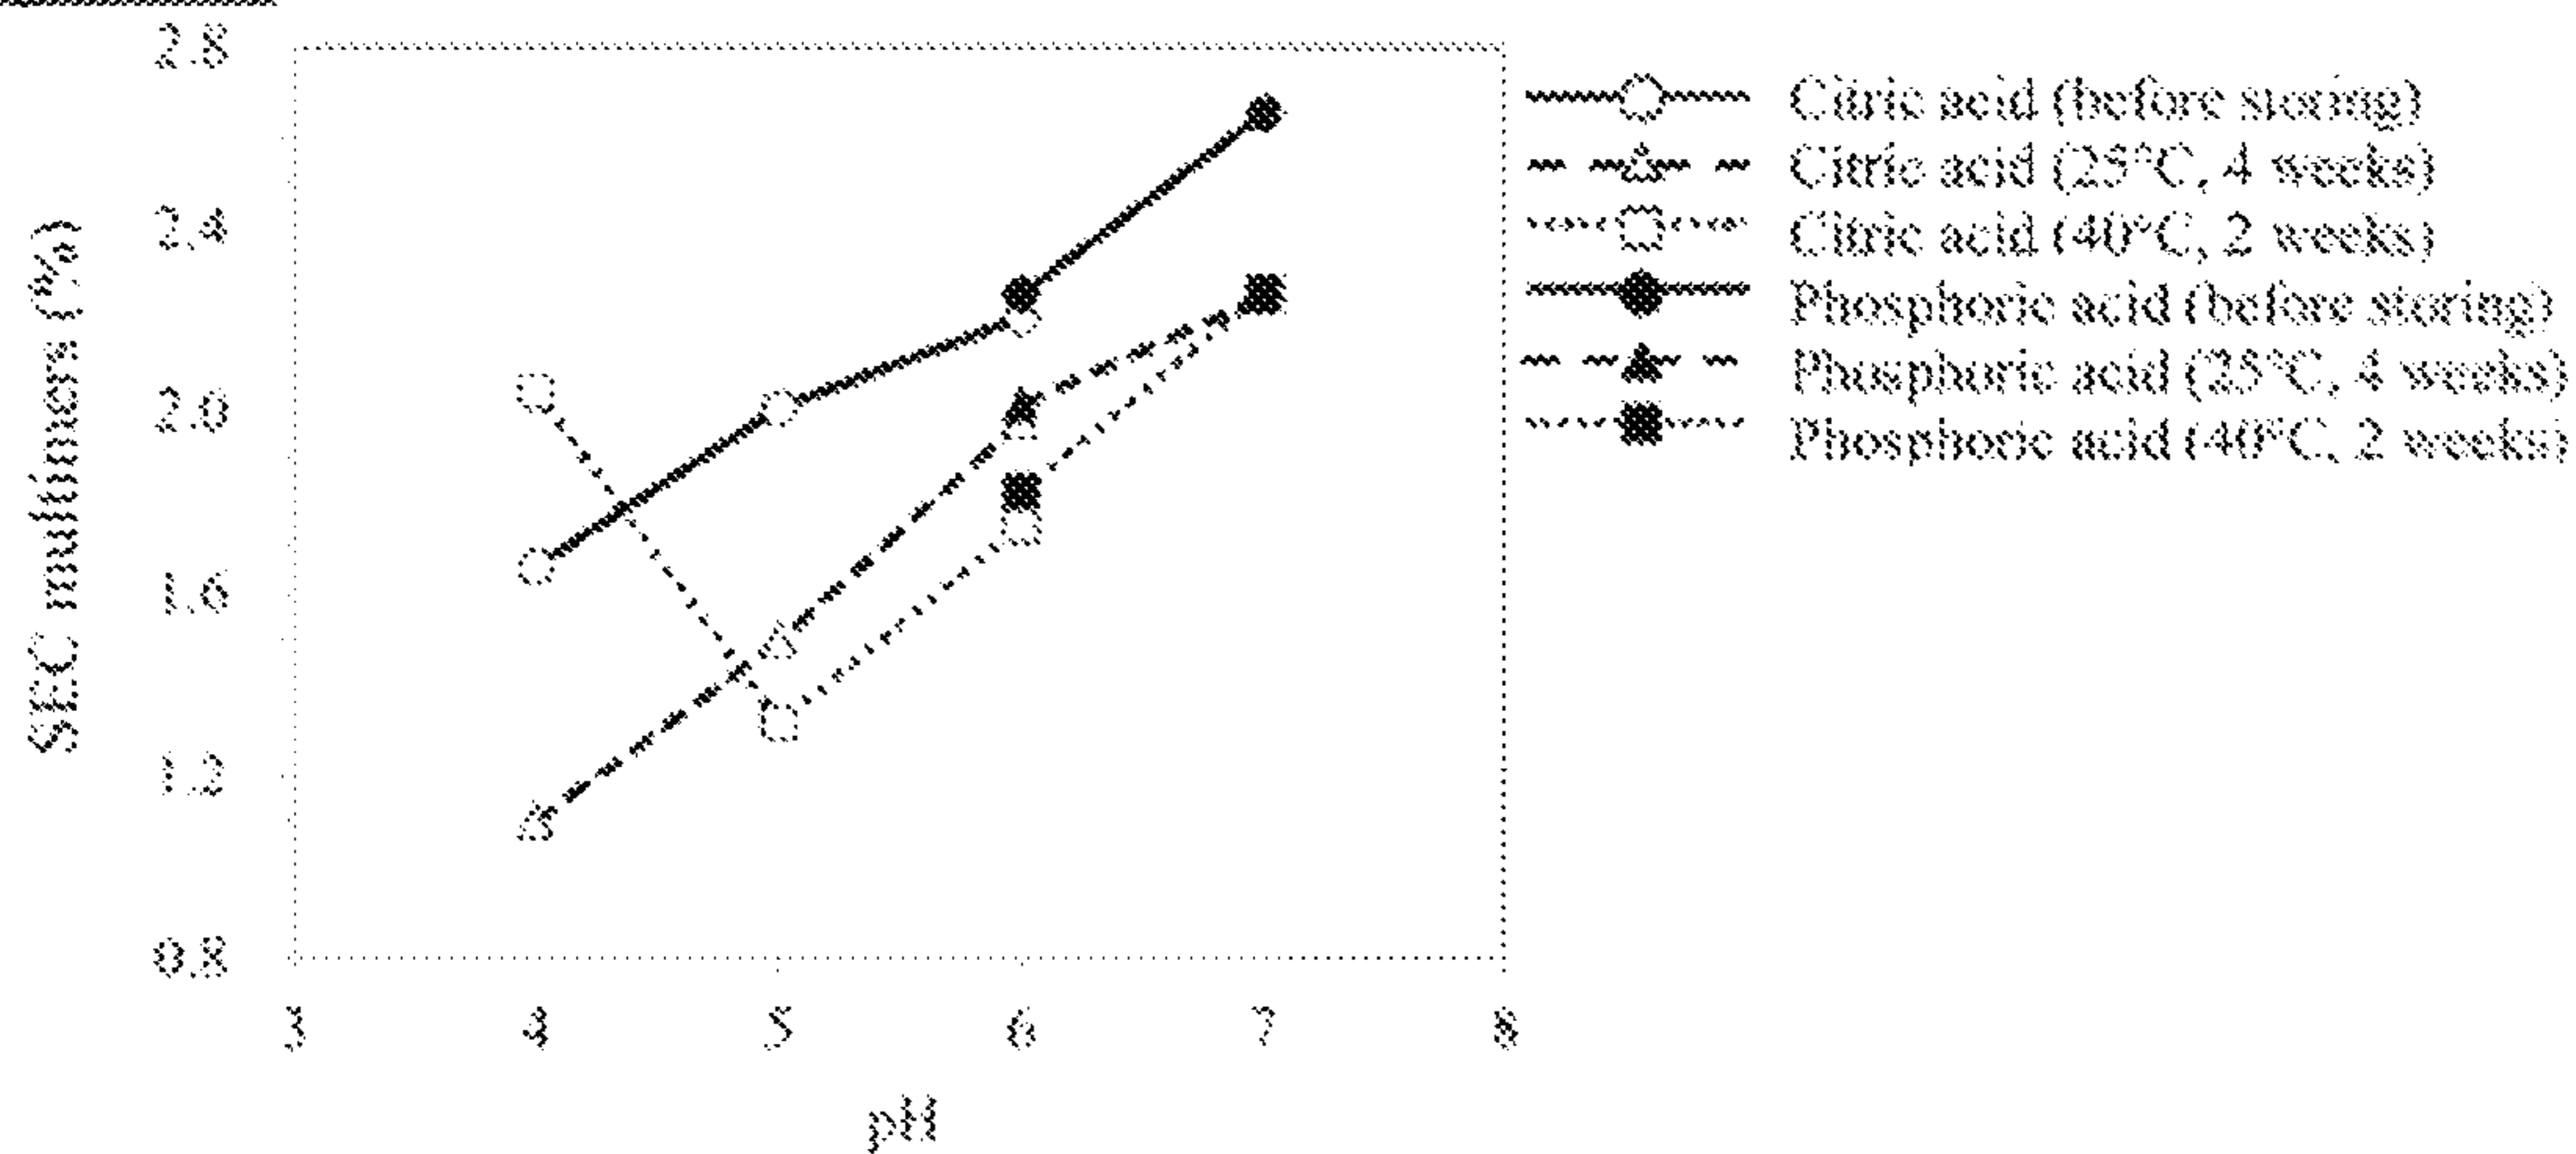 2.8
2.4
2.0
1.6
1.2
0.8
SEC multimers (%)
3 4 5 6 7 8
pH
Citric acid (before storing)
Citric acid (25°C, 4 weeks)
Citric acid (40°C, 2 weeks)
Phosphoric acid (before storing)
Phosphoric acid (25°C, 4 weeks)
Phosphoric acid (40°C, 2 weeks)